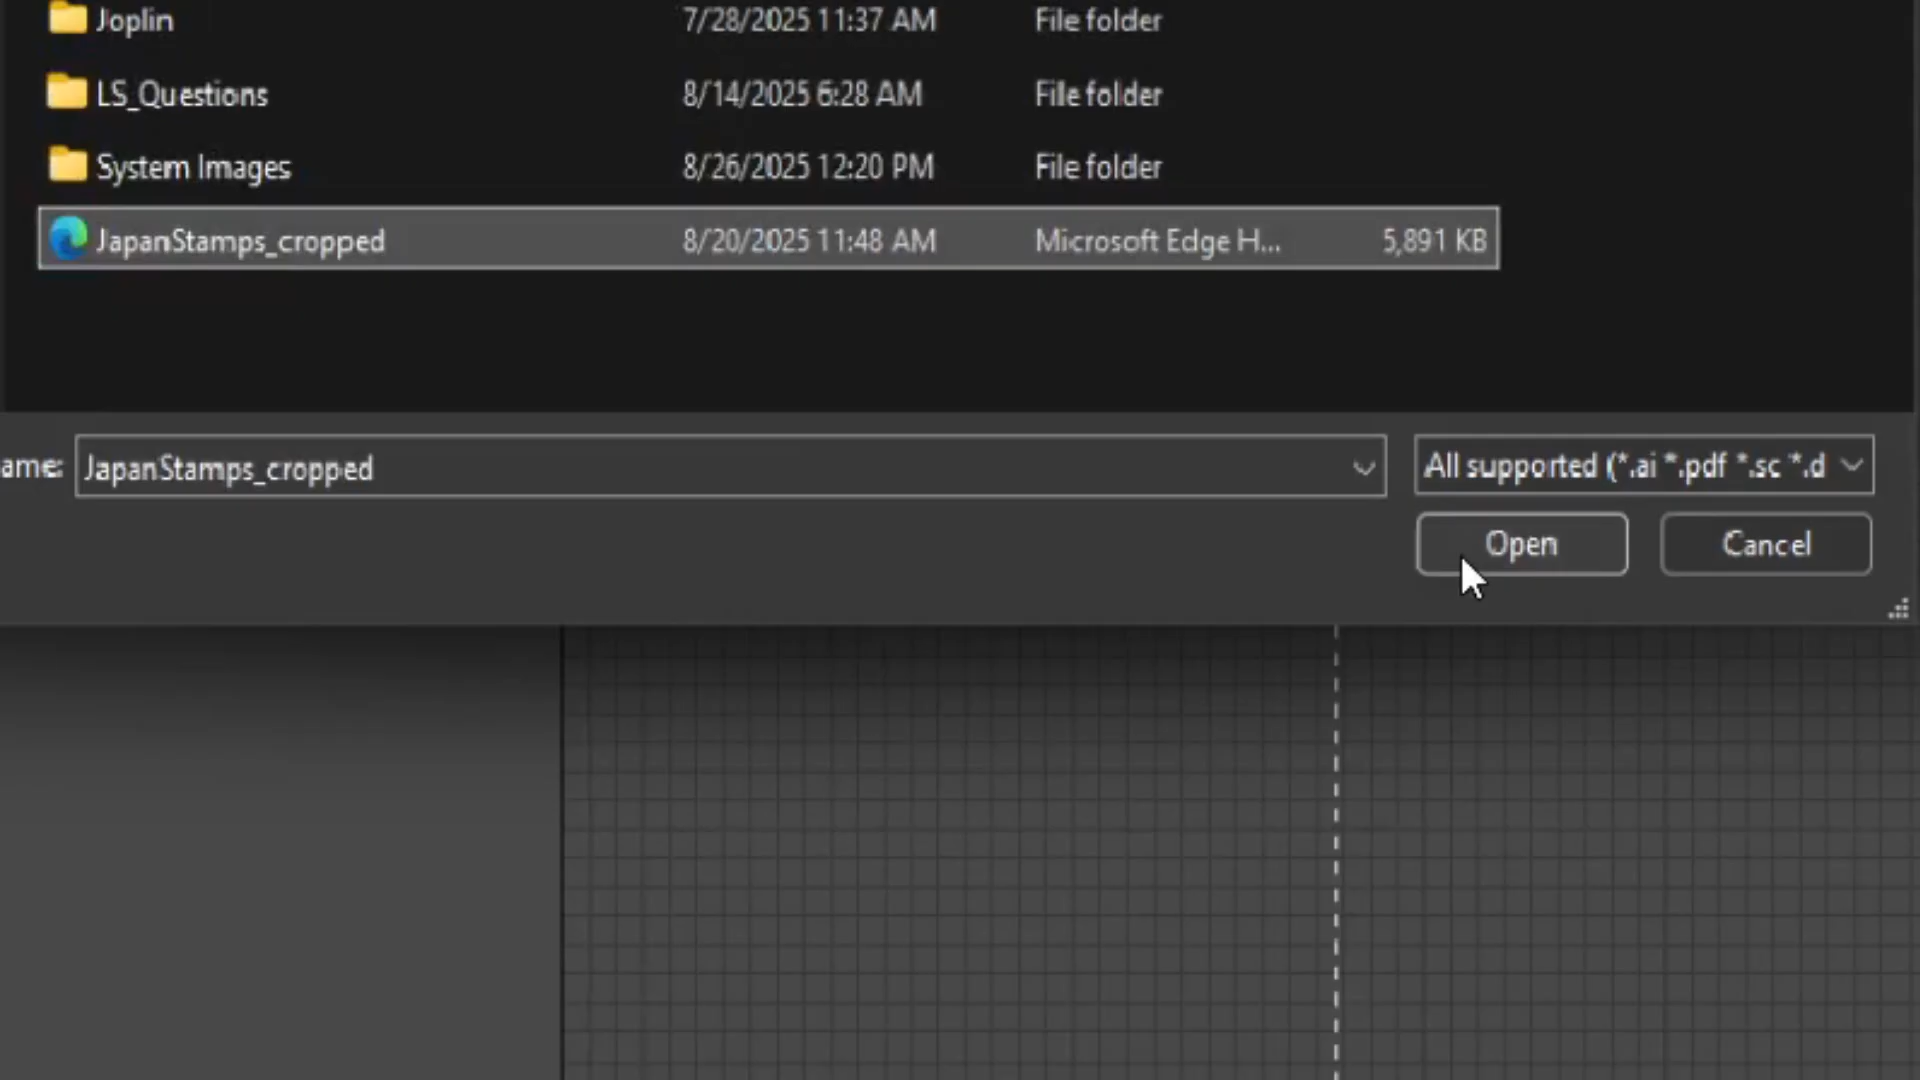 Joplin 7/28/2025 11:37 AM File folder
LS_Questions 8/14/2025 6:28 AM File folder
System Images 8/26/2025 12:20 PM File folder
JapanStamps_cropped 8/20/2025 11:48 AM Microsoft Edge H... 5,891 KB
ame: JapanStamps_cropped All supported (*.ai *.pdf *.sc *.d
Open Cancel